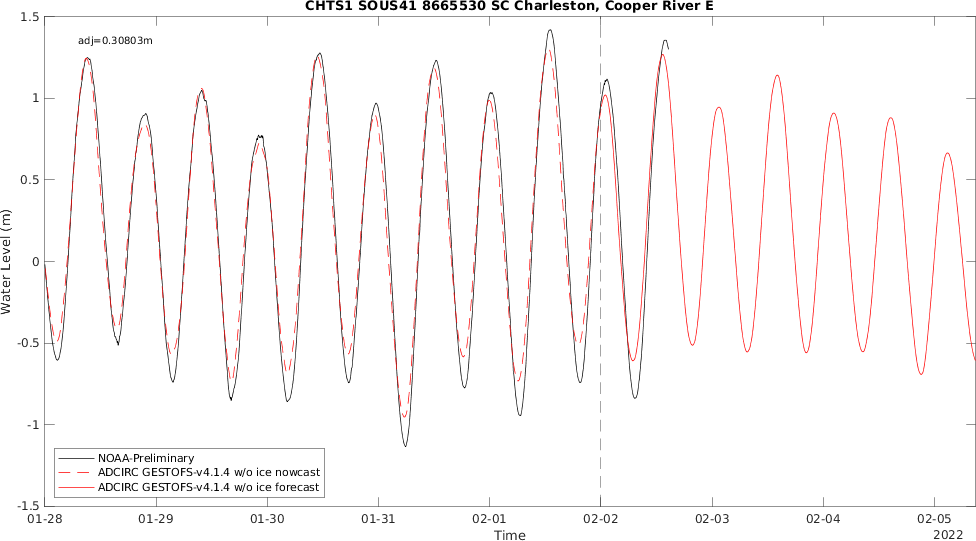 CHTS1 SOUS41 8665530 SC Charleston, Cooper River E
adj=0.30803m
1.5
1
0.5
0
-0.5
-1
-1.5
Water Level (m)
NOAA-Preliminary
ADCIRC GESTOFS-v4.1.4 w/o ice nowcast
ADCIRC GESTOFS-v4.1.4 w/o ice forecast
01-28 01-29 01-30 01-31 02-01 02-02 02-03 02-04 02-05
Time
2022